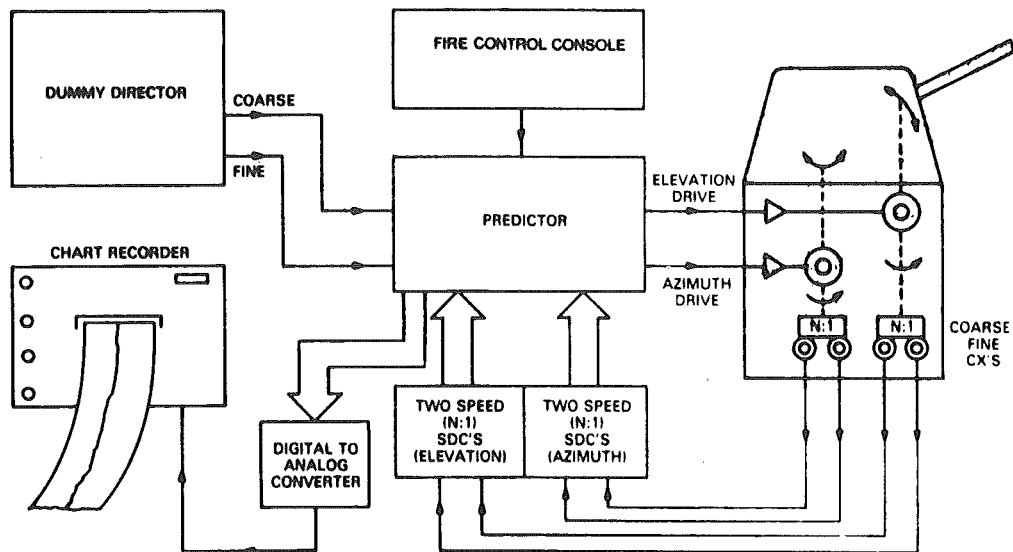 DUMMY DIRECTOR
COARSE
FINE
FIRE CONTROL CONSOLE
PREDICTOR
ELEVATION
DRIVE
AZIMUTH
DRIVE
CHART RECORDER
N:1
N:1
COARSE
FINE
CX'S
DIGITAL TO
ANALOG
CONVERTER
TWO SPEED
(N:1)
SDC'S
(ELEVATION)
TWO SPEED
(N:1)
SDC'S
(AZIMUTH)